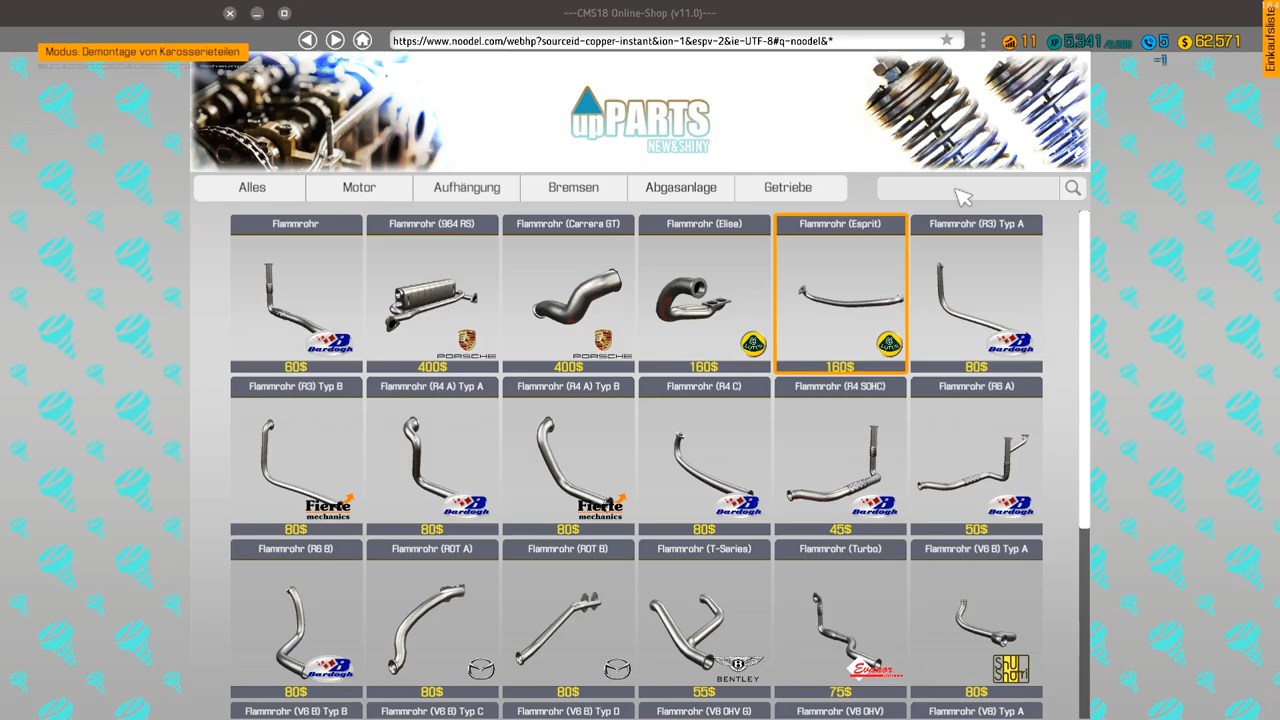 ---CMS18 Online-Shop (v11.0)---
Modus: Demontage von Karosserieteilen
https://www.noodel.com/webhp?sourceid-copper-instant&ion-1&espv-2&ie-UTF-8#q-noodel&*
11
5,341
5
62,571
-1
Einkaufsliste
upPARTS
NEW&SHINY
Alles Motor Aufhängung Bremsen Abgasanlage Getriebe
Flammrohr Flammrohr (964 RS) Flammrohr (Carrera GT) Flammrohr (Elise) Flammrohr (Esprit) Flammrohr (R3) Typ A
Bardogh PORSCHE PORSCHE LOTUS LOTUS Bardogh
60$ 400$ 400$ 160$ 160$ 80$
Flammrohr (R3) Typ B Flammrohr (R4 A) Typ A Flammrohr (R4 A) Typ B Flammrohr (R4 C) Flammrohr (R4 SOHC) Flammrohr (R6 A)
Fierte mechanics Bardogh Fierte mechanics Bardogh Bardogh Bardogh
80$ 80$ 80$ 80$ 45$ 50$
Flammrohr (R6 B) Flammrohr (ROT A) Flammrohr (ROT B) Flammrohr (T-Series) Flammrohr (Turbo) Flammrohr (V6 B) Typ A
Bardogh BENTLEY Evanor
80$ 80$ 80$ 55$ 75$ 80$
Flammrohr (V6 B) Typ B Flammrohr (V6 B) Typ C Flammrohr (V6 B) Typ D Flammrohr (V8 OHV G) Flammrohr (V8 OHV) Flammrohr (V8) Typ A